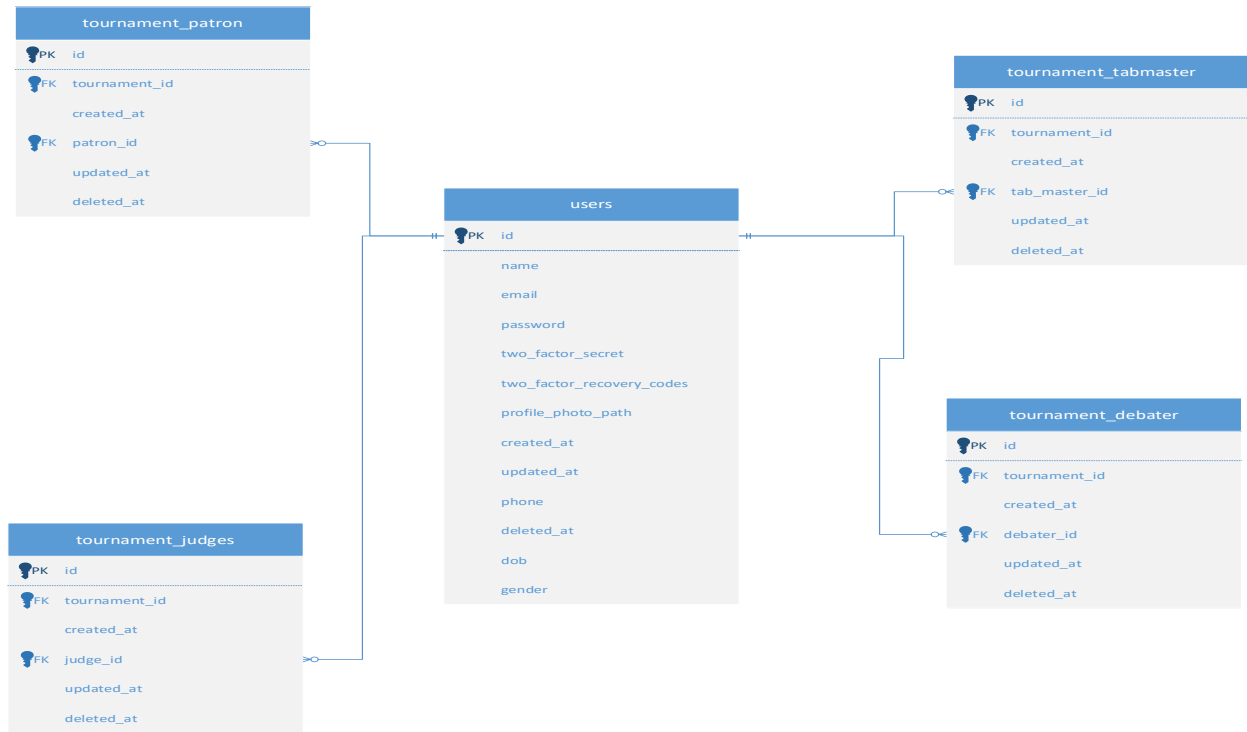 tournament_patron
PK id
FK tournament_id
created_at
FK patron_id
updated_at
deleted_at
tournament_tabmaster
PK id
FK tournament_id
created_at
FK tab_master_id
updated_at
deleted_at
users
PK id
name
email
password
two_factor_secret
two_factor_recovery_codes
profile_photo_path
created_at
updated_at
phone
deleted_at
dob
gender
tournament_debater
PK id
FK tournament_id
created_at
FK debater_id
updated_at
deleted_at
tournament_judges
PK id
FK tournament_id
created_at
FK judge_id
updated_at
deleted_at